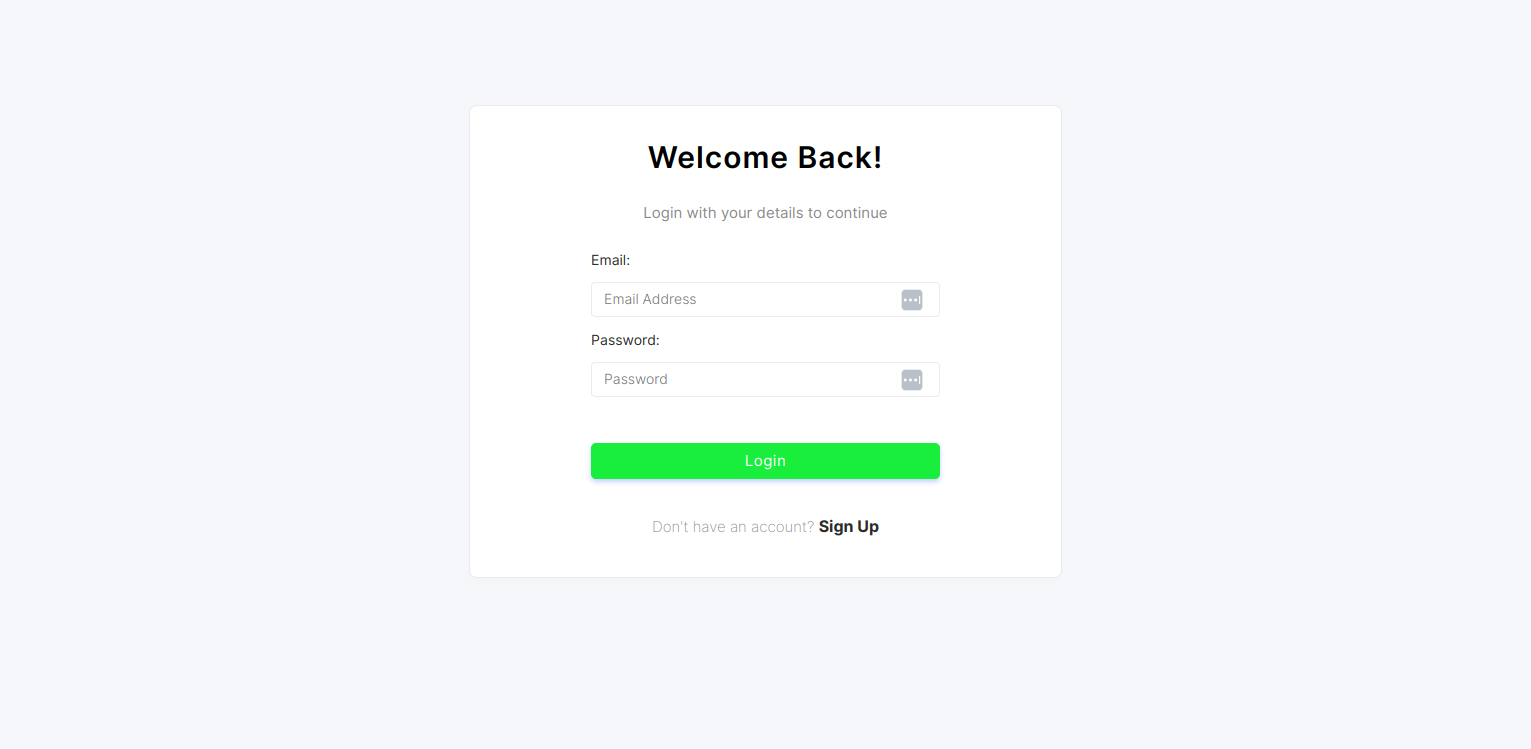 Welcome Back!
Login with your details to continue
Email:
Email Address
Password:
Password
Login
Don't have an account? Sign Up